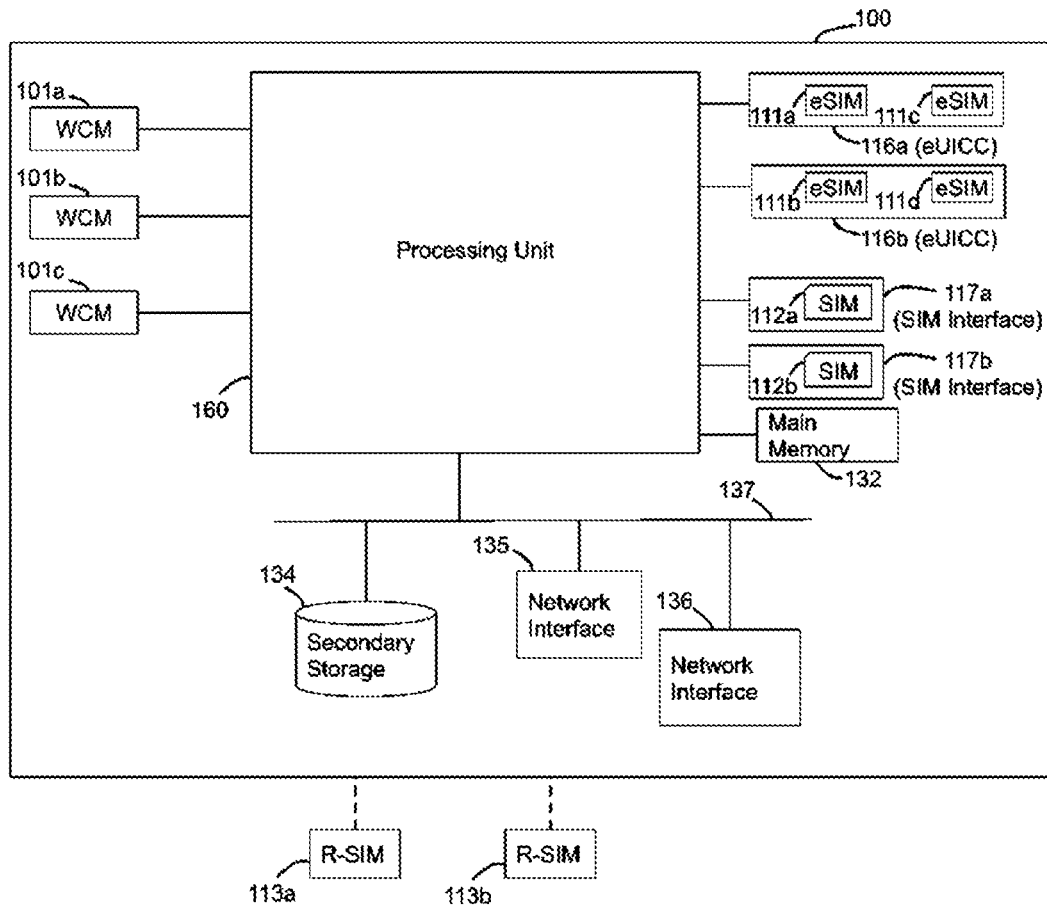 100
101a
WCM
101b
WCM
101c
WCM
Processing Unit
160
111a
eSIM
111c
eSIM
116a (eUICC)
111b
eSIM
111d
eSIM
116b (eUICC)
112a
SIM
117a
(SIM Interface)
112b
SIM
117b
(SIM Interface)
Main
Memory
132
137
134
Secondary
Storage
135
Network
Interface
136
Network
Interface
R-SIM
113a
R-SIM
113b